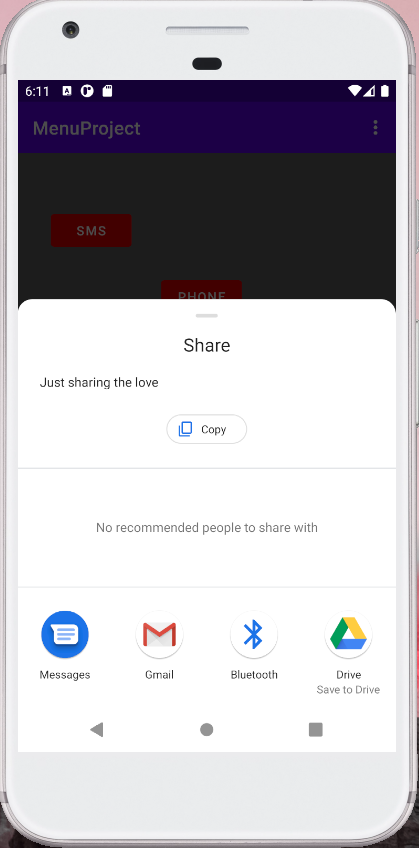 6:11
MenuProject
SMS
PHONE
Share
Just sharing the love
Copy
No recommended people to share with
Messages
Gmail
Bluetooth
Drive
Save to Drive